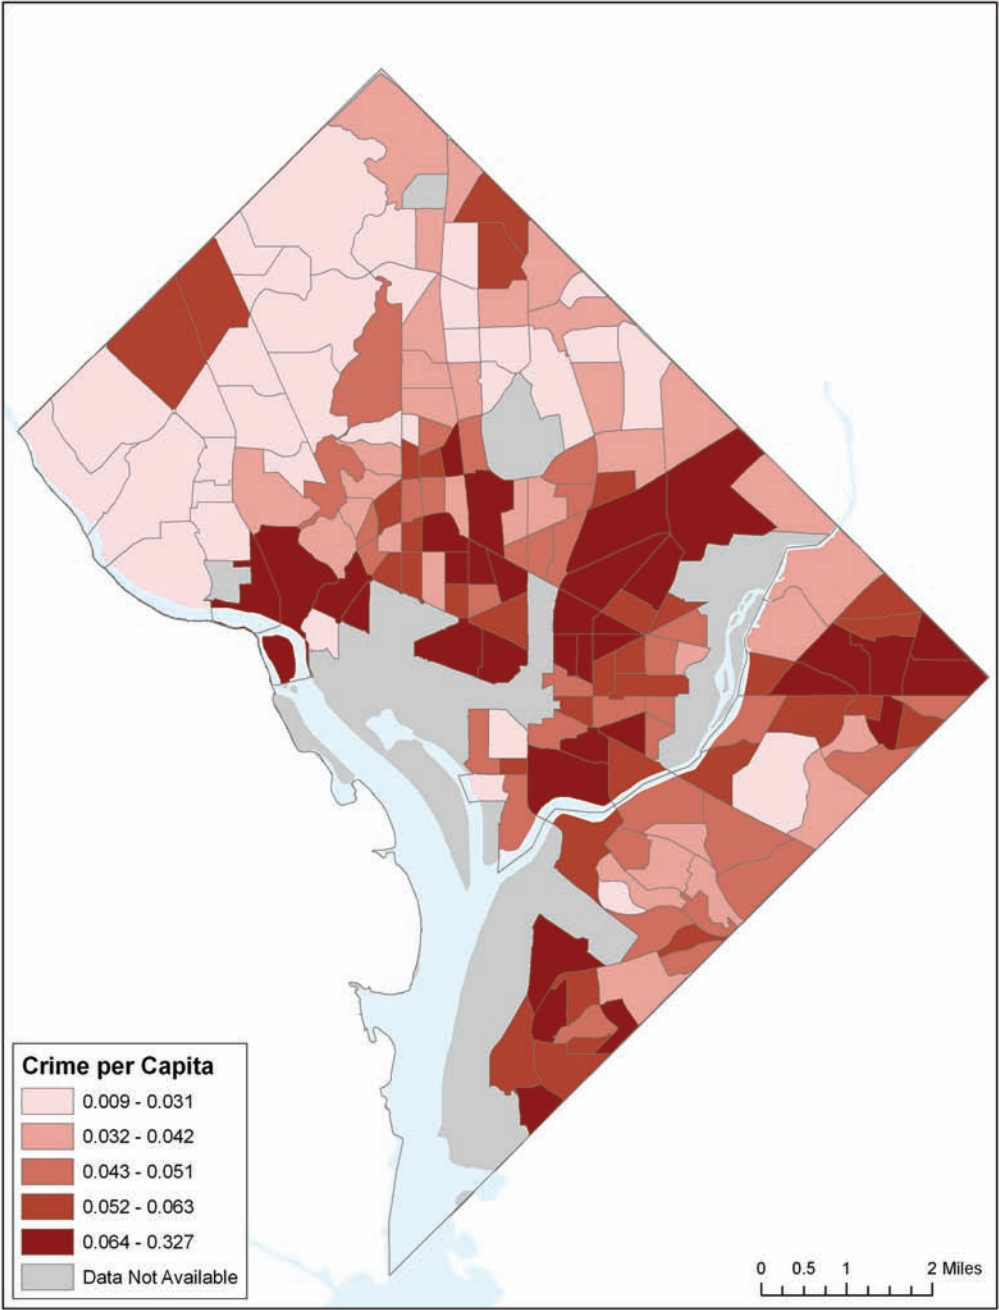 Crime per Capita
0.009 - 0.031
0.032 - 0.042
0.043 - 0.051
0.052 - 0.063
0.064 - 0.327
Data Not Available
0 0.5 1 2 Miles